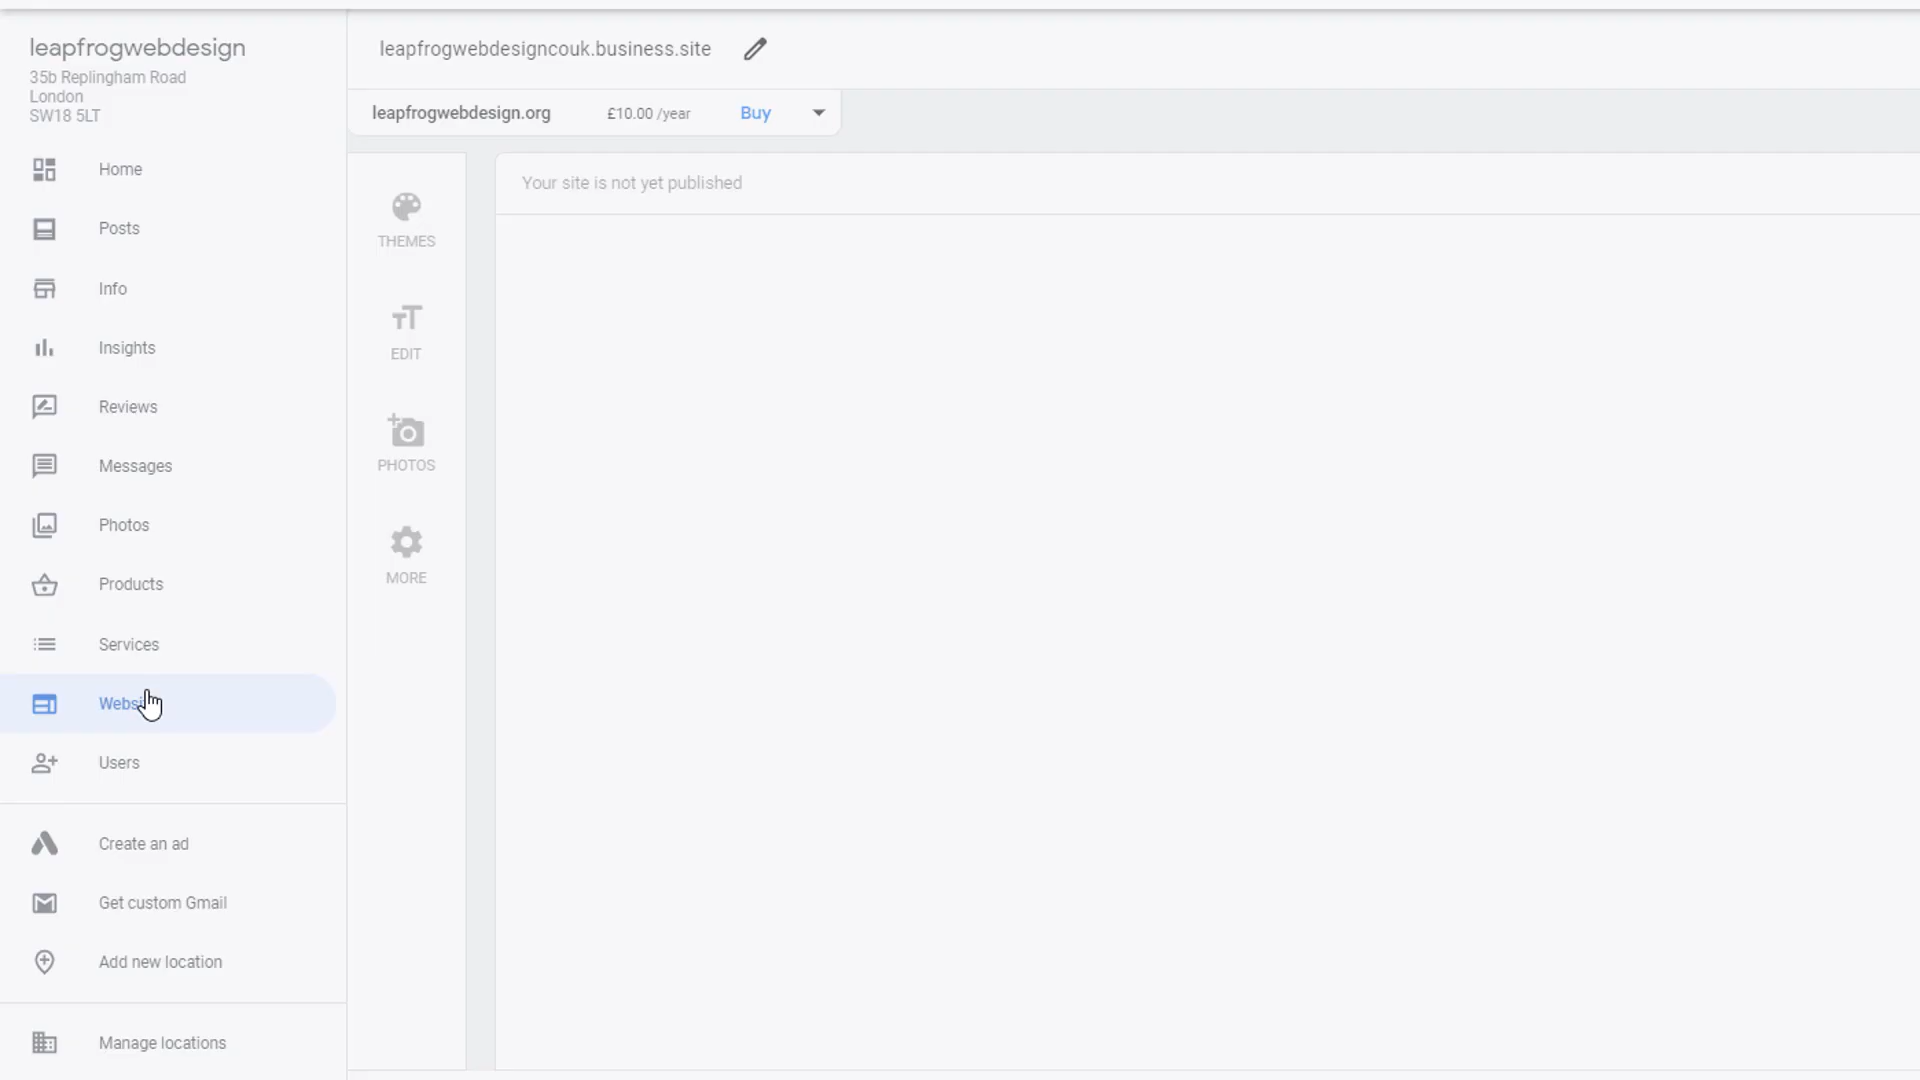 leapfrogwebdesign
35b Replingham Road
London
SW18 5LT
Home
Posts
Info
Insights
Reviews
Messages
Photos
Products
Services
Websi
Users
Create an ad
Get custom Gmail
Add new location
Manage locations
leapfrogwebdesigncouk.business.site
leapfrogwebdesign.org £10.00 /year Buy
THEMES
EDIT
PHOTOS
MORE
Your site is not yet published